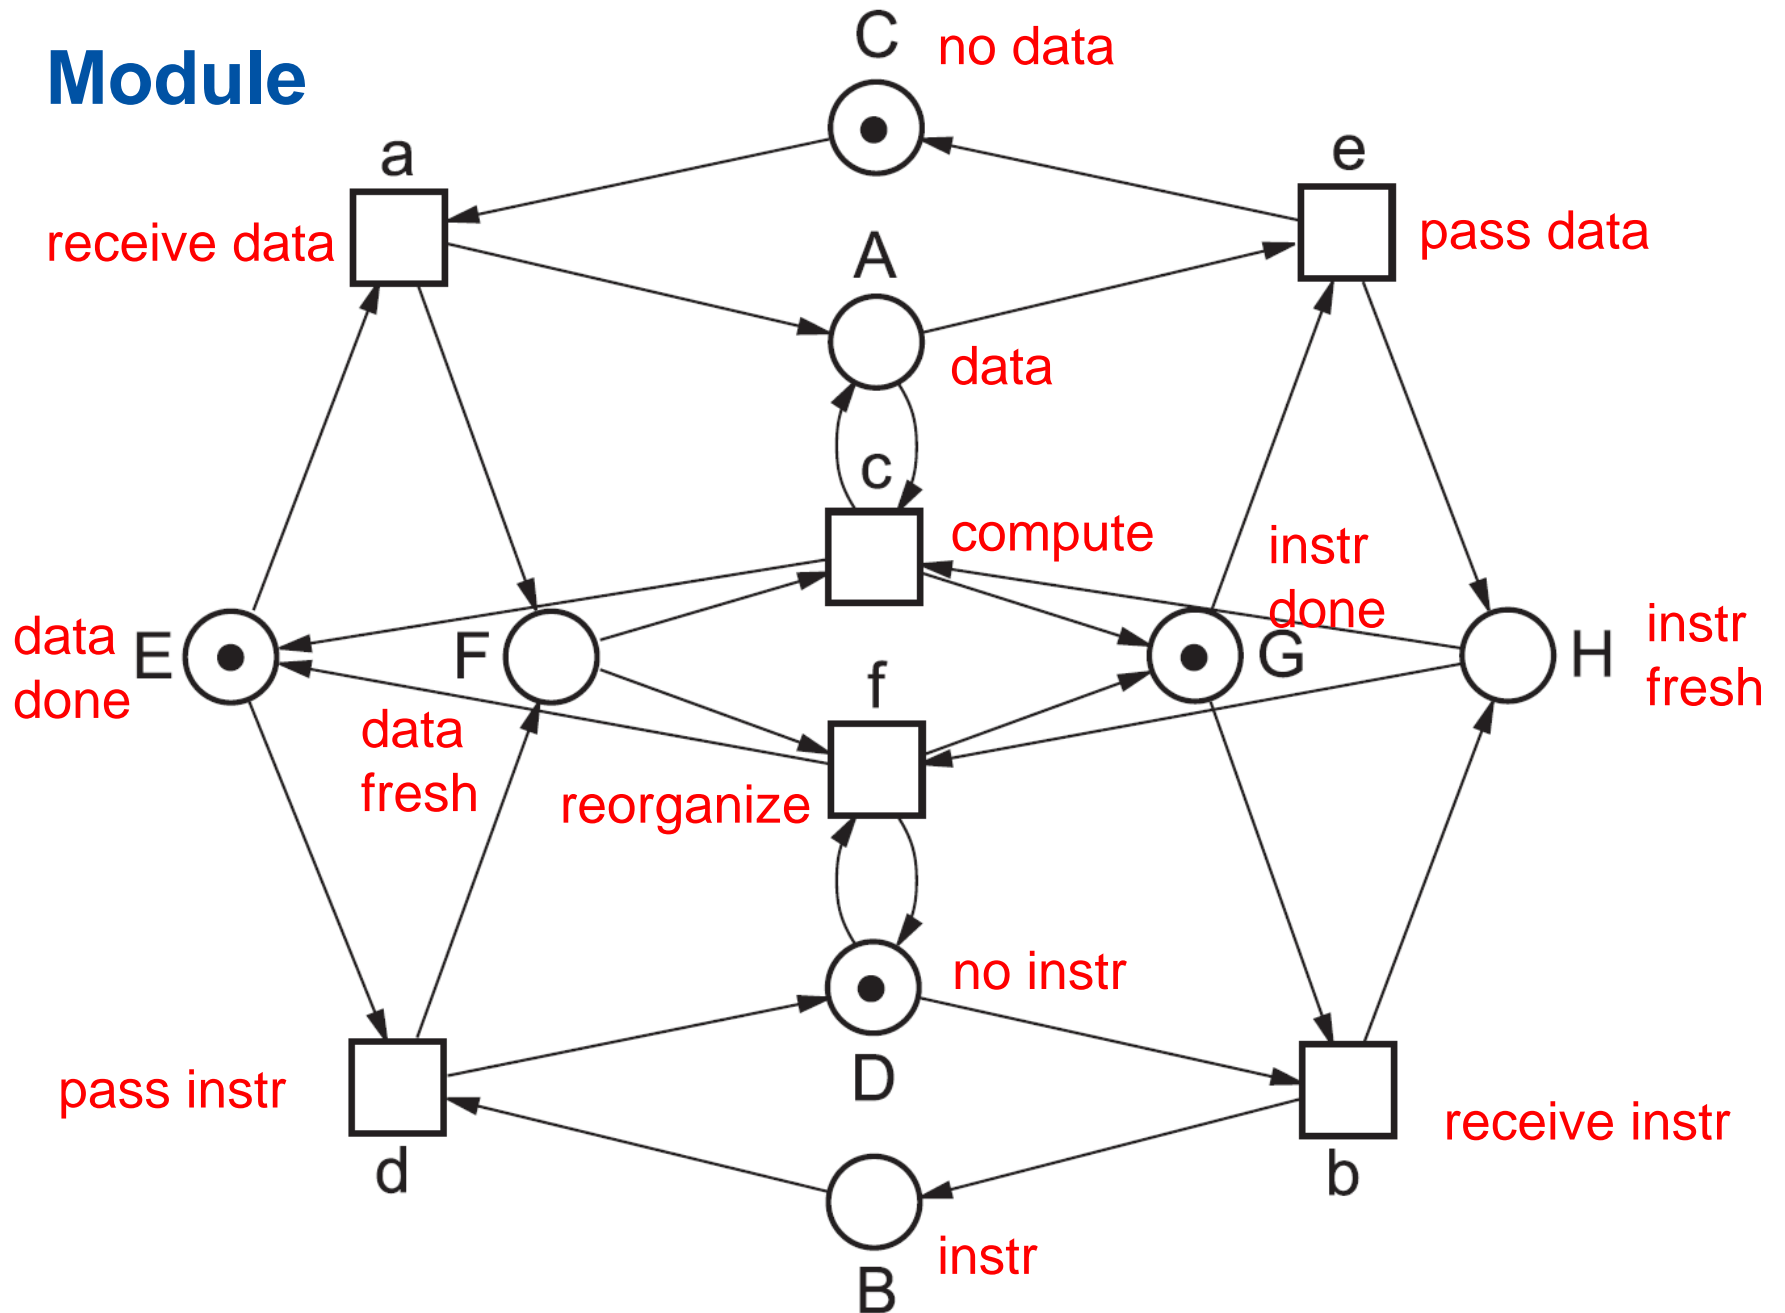 Module
C
no data
a
e
receive data
pass data
A
data
c
compute
instr
done
data
done
E
F
G
H
instr
fresh
f
data
fresh
reorganize
no instr
D
pass instr
receive instr
d
b
instr
B